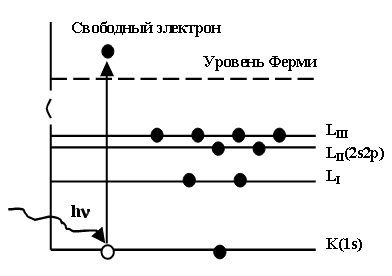 Свободный электрон
Уровень Ферми
LIII
LII(2s2p)
LI
hν
K(1s)